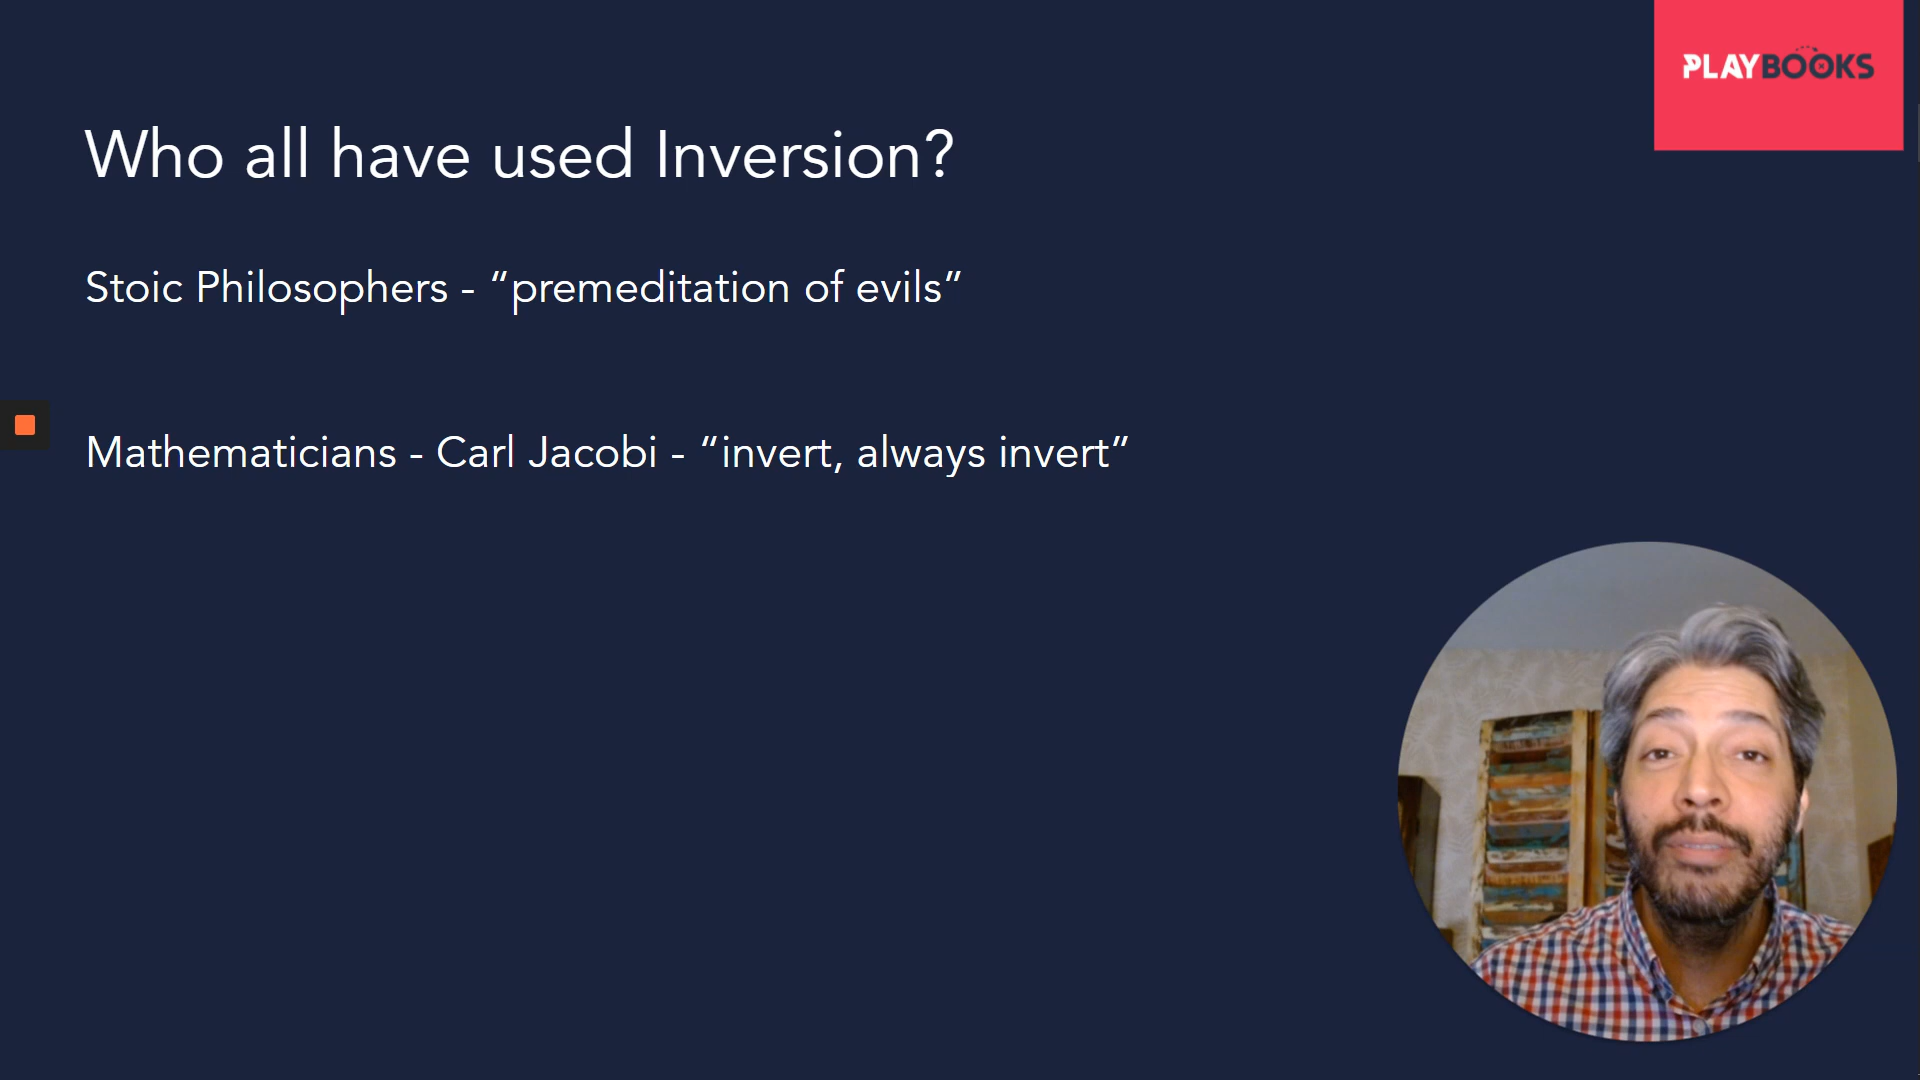 PLAYBOOKS
Who all have used Inversion?
Stoic Philosophers - “premeditation of evils”
Mathematicians - Carl Jacobi - “invert, always invert”